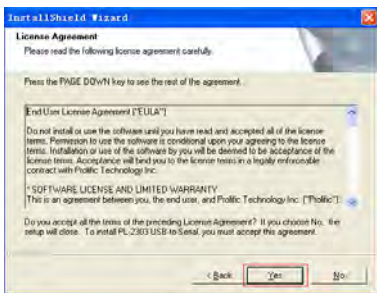 InstallShield Wizard
License Agreement
Please read the following license agreement carefully.
Press the PAGE DOWN key to see the rest of the agreement.
End User License Agreement ("EULA")
Do not install or use the software until you have read and accepted all of the license
terms. Permission to use the software is conditional upon your agreeing to the license
terms. Installation or use of the software by you will be deemed to be acceptance of the
license terms. Acceptance will bind you to the license terms in a legally enforceable
contract with Prolific Technology Inc.
* SOFTWARE LICENSE AND LIMITED WARRANTY
This is an agreement between you, the end user, and Prolific Technology Inc. ("Prolific").
Do you accept all the terms of the preceding License Agreement? If you choose No, the
setup will close. To install PL-2303 USB-to-Serial, you must accept this agreement.
< Back
Yes
No